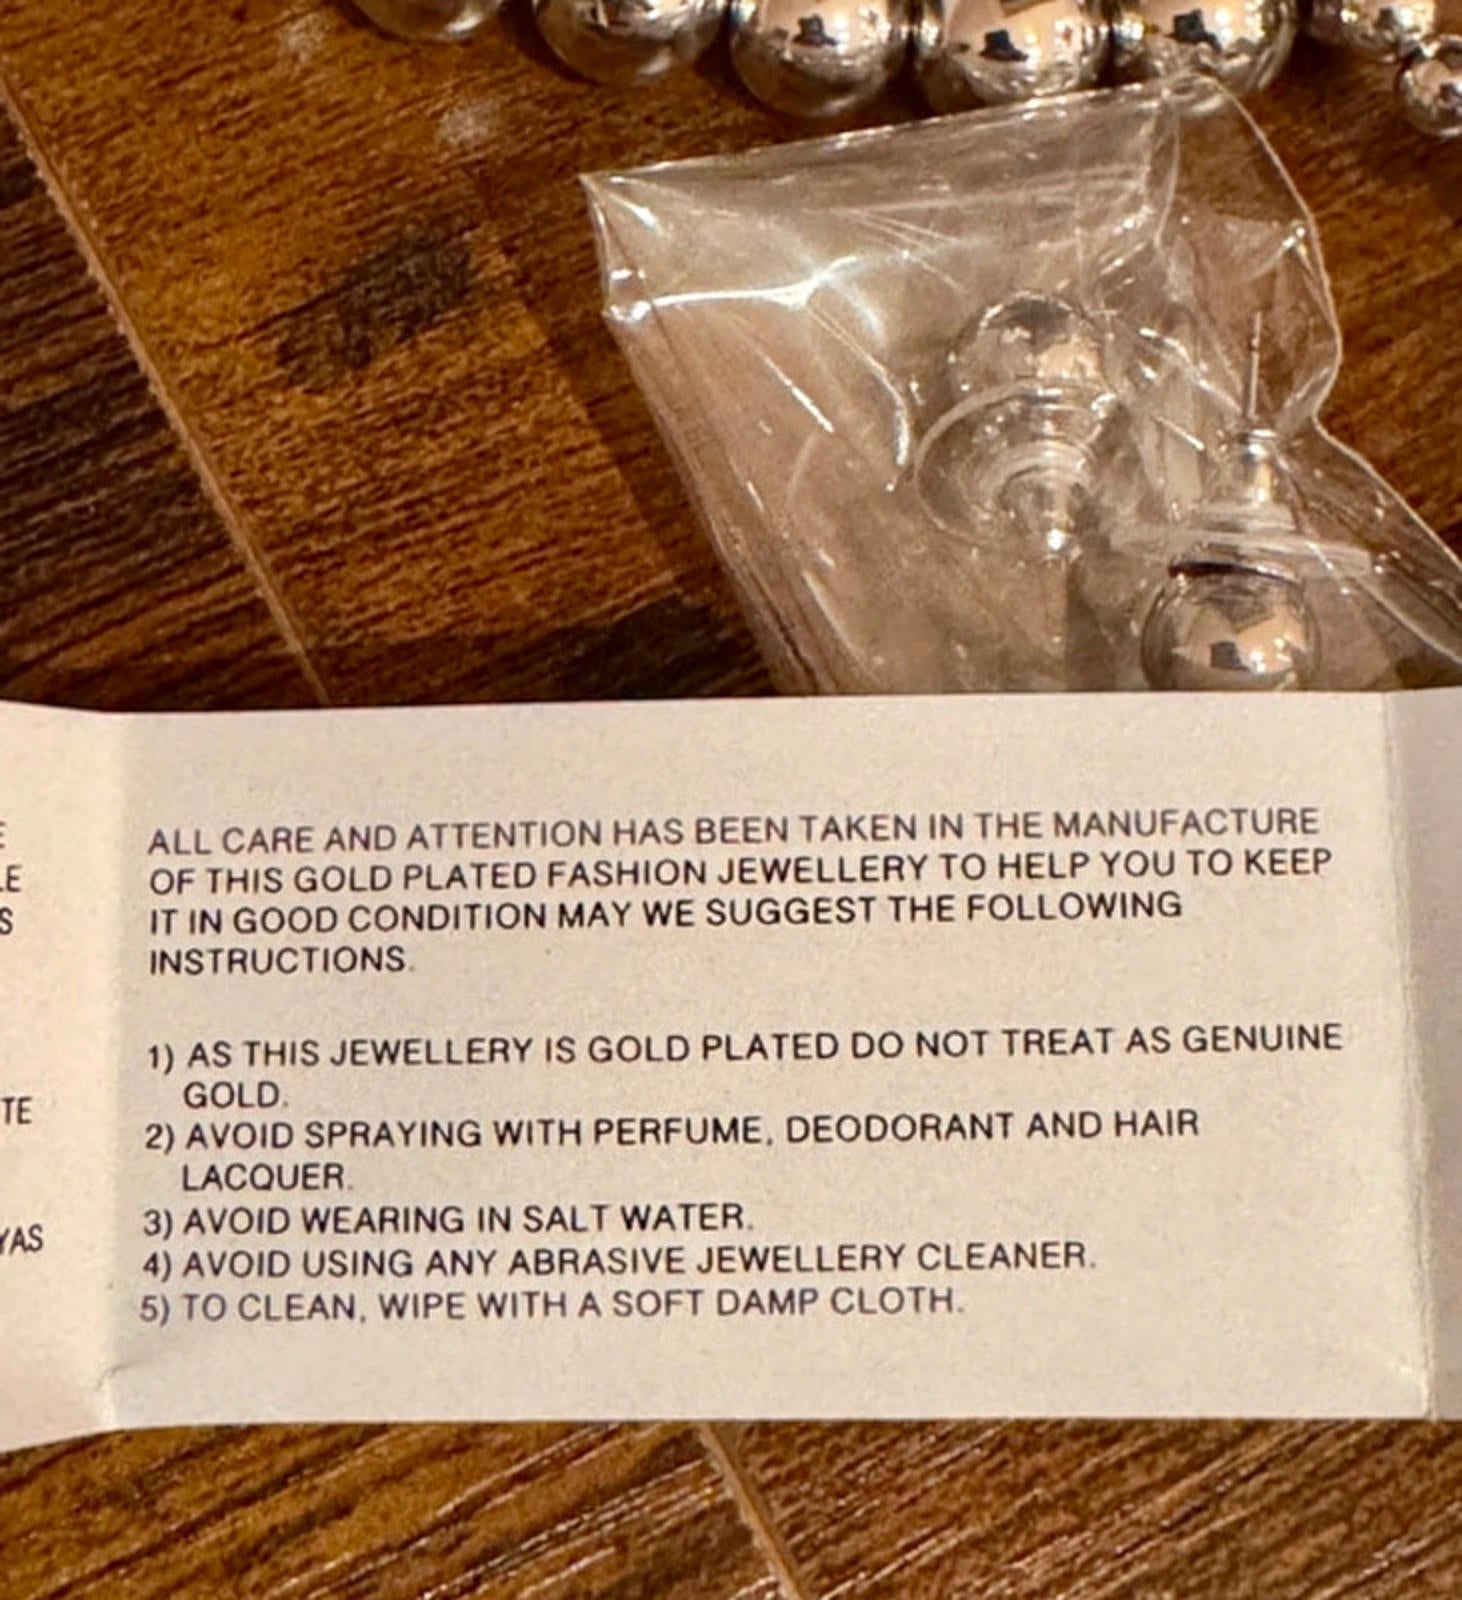 ALL CARE AND ATTENTION HAS BEEN TAKEN IN THE MANUFACTURE
OF THIS GOLD PLATED FASHION JEWELLERY TO HELP YOU TO KEEP
IT IN GOOD CONDITION MAY WE SUGGEST THE FOLLOWING
INSTRUCTIONS.
1) AS THIS JEWELLERY IS GOLD PLATED DO NOT TREAT AS GENUINE
GOLD.
2) AVOID SPRAYING WITH PERFUME, DEODORANT AND HAIR
LACQUER.
3) AVOID WEARING IN SALT WATER.
4) AVOID USING ANY ABRASIVE JEWELLERY CLEANER.
5) TO CLEAN, WIPE WITH A SOFT DAMP CLOTH.